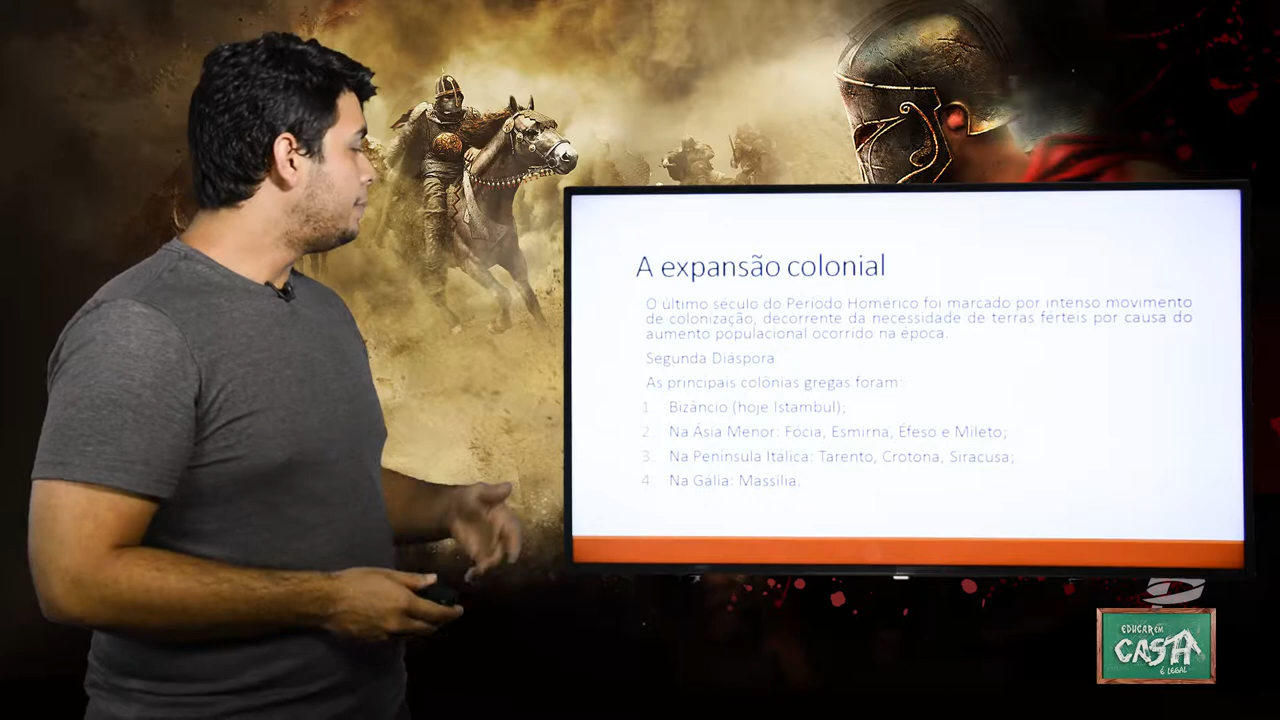 A expansão colonial
O último século do Período Homérico foi marcado por intenso movimento
de colonização, decorrente da necessidade de terras férteis por causa do
aumento populacional ocorrido na época.
Segunda Diáspora
As principais colônias gregas foram:
1. Bizâncio (hoje Istambul);
2. Na Ásia Menor: Fócia, Esmirna, Éfeso e Mileto;
3. Na Península Itálica: Tarento, Crotona, Siracusa;
4. Na Gália: Massília.
EDUCAR EM
CASA
É LEGAL